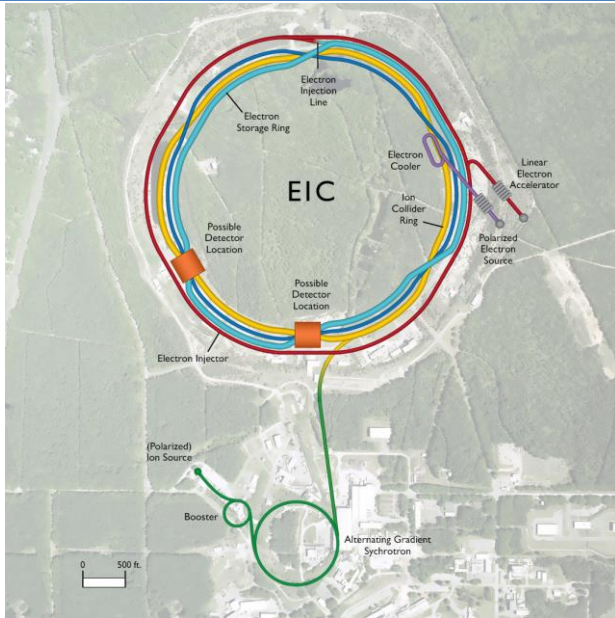 Electron
Injection
Line
Electron
Storage Ring
Electron
Cooler
Linear
Electron
Accelerator
EIC
Ion
Collider
Ring
Polarized
Electron
Source
Possible
Detector
Location
Possible
Detector
Location
Electron Injector
(Polarized)
Ion Source
Booster
Alternating Gradient
Sychrotron
0 500 ft.